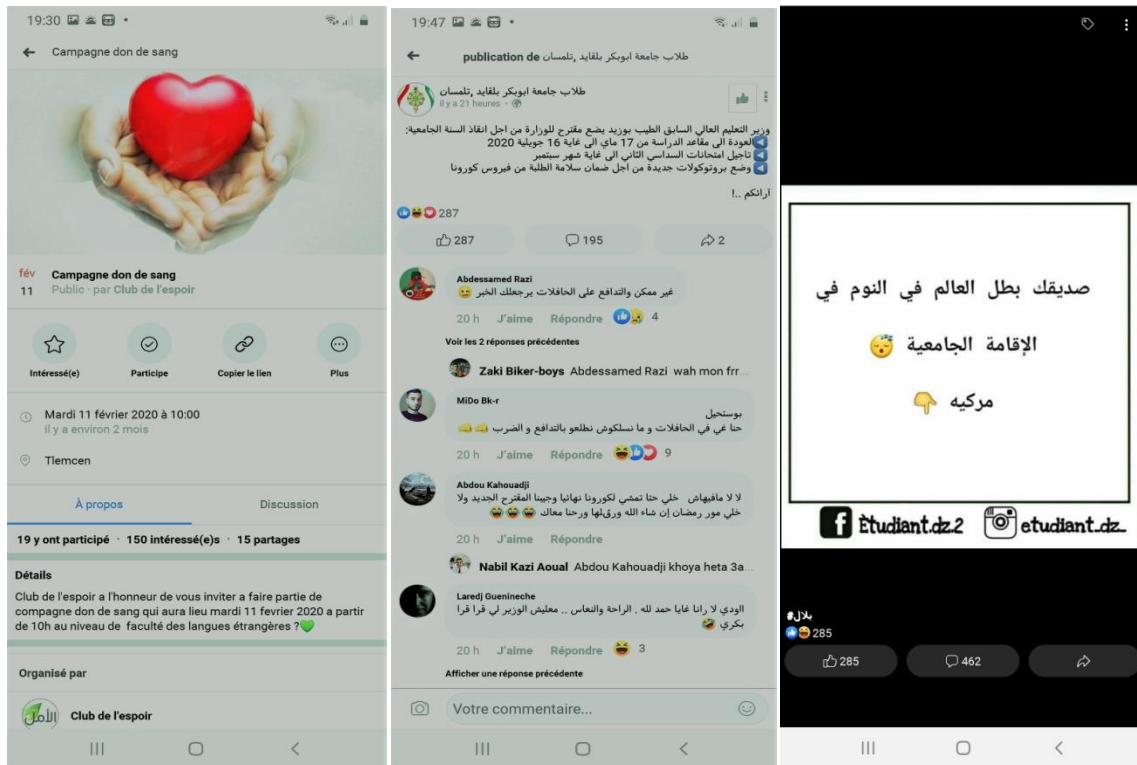 19:30
Campagne don de sang
fév
11
Campagne don de sang
Public · par Club de l'espoir
Intéressé(e)
Participe
Copier le lien
Plus
Mardi 11 février 2020 à 10:00
il y a environ 2 mois
Tlemcen
À propos
Discussion
19 y ont participé · 150 intéressé(e)s · 15 partages
Détails
Club de l'espoir a l'honneur de vous inviter a faire partie de
compagne don de sang qui aura lieu mardi 11 fevrier 2020 a partir
de 10h au niveau de faculté des langues étrangères ?💚
Organisé par
الأمل
Club de l'espoir
19:47
publication de طلاب جامعة ابوبكر بلقايد ,تلمسان
طلاب جامعة ابوبكر بلقايد ,تلمسان
il y a 21 heures
وزير التعليم العالي السابق الطيب بوزيد يضع مقترح للوزارة من اجل انقاذ السنة الجامعية:
◀العودة الى مقاعد الدراسة من 17 ماي الى غاية 16 جويلية 2020
◀تاجيل امتحانات السداسي الثاني الى غاية شهر سبتمبر
◀وضع بروتوكولات جديدة من اجل ضمان سلامة الطلبة من فيروس كورونا
آرائكم ..!
287
287
195
2
Abdessamed Razi
غير ممكن والتدافع على الحافلات يرجعلك الخبر 😉
20 h J'aime Répondre 4
Voir les 2 réponses précédentes
Zaki Biker-boys Abdessamed Razi wah mon frr...
MiDo Bk-r
بوستحيل
حنا غي في الحافلات و ما نسلكوش نطلعو بالتدافع و الضرب 👊👊
20 h J'aime Répondre 9
Abdou Kahouadji
لا لا مافيهاش خلي حتا تمشي لكورونا نهائيا وجيبنا المقترح الجديد ولا
خلي مور رمضان إن شاء الله ورڨلها ورحنا معاك 😂😂😂
20 h J'aime Répondre
Nabil Kazi Aoual Abdou Kahouadji khoya heta 3a...
Laredj Guenineche
ااودي لا رانا غايا حمد لله . الراحة والنعاس .. معليش الوزير لي قرا قرا
بكري 🤣
20 h J'aime Répondre 3
Afficher une réponse précédente
Votre commentaire...
صديقك بطل العالم في النوم في
الإقامة الجامعية 😴
مركيه 👇
Etudiant.dz.2
etudiant_dz_
#بلال
285
285
462